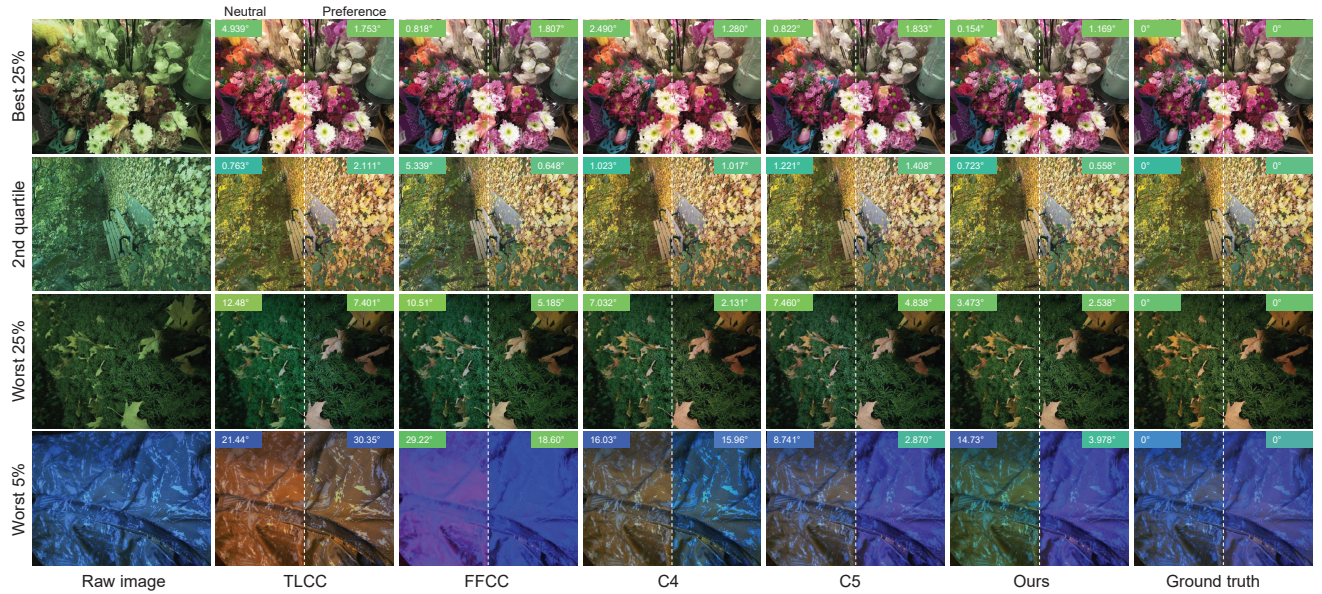 Neutral Preference
Best 25%
4.939° 1.753° 0.818° 1.807° 2.490° 1.280° 0.822° 1.833° 0.154° 1.169° 0° 0°
2nd quartile
0.763° 2.111° 5.339° 0.648° 1.023° 1.017° 1.221° 1.408° 0.723° 0.558° 0° 0°
Worst 25%
12.48° 7.401° 10.51° 5.185° 7.032° 2.131° 7.460° 4.838° 3.473° 2.538° 0° 0°
Worst 5%
21.44° 30.35° 29.22° 18.60° 16.03° 15.96° 8.741° 2.870° 14.73° 3.978° 0° 0°
Raw image TLCC FFCC C4 C5 Ours Ground truth